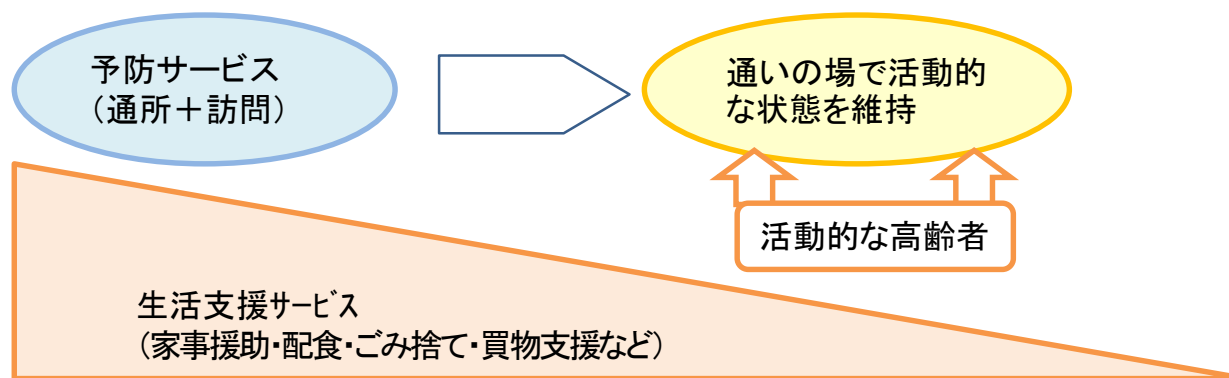 予防サービス
（通所＋訪問）
通いの場で活動的
な状態を維持
活動的な高齢者
生活支援ｻｰﾋﾞｽ
（家事援助・配食・ごみ捨て・買物支援など）